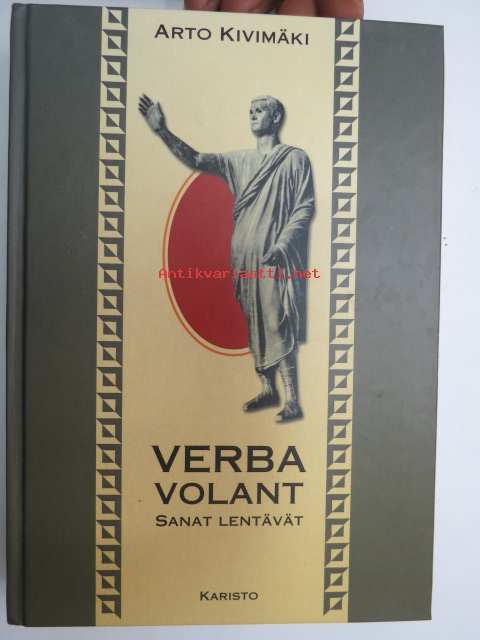 ARTO KIVIMÄKI
Antikvariaatti.net
VERBA
VOLANT
SANAT LENTÄVÄT
KARISTO